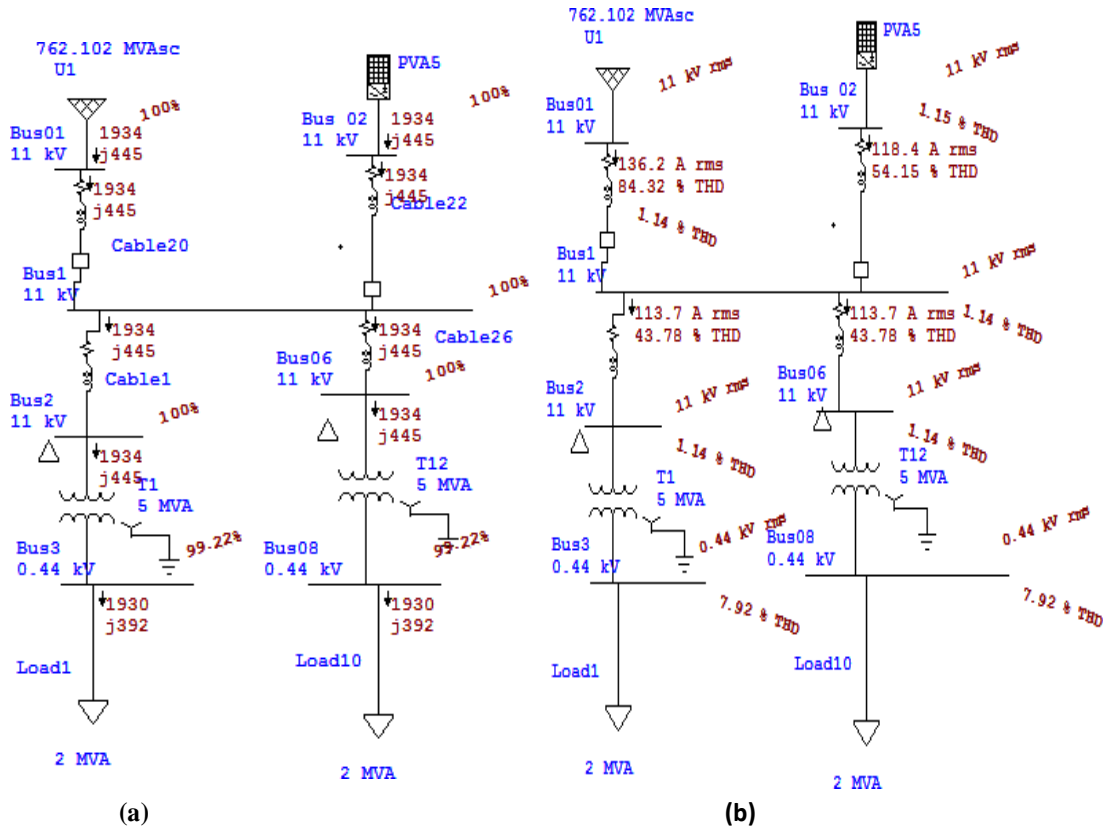 762.102 MVAsc
U1
PVA5
100%
100%
Bus01
11 kV
1934
j445
Bus 02
11 kV
1934
j445
1934
j445
1934
j445
Cable22
Cable20
Bus1
11 kV
100%
1934
j445
1934
j445
Cable26
Cable1
Bus06
11 kV
100%
Bus2
11 kV
100%
1934
j445
1934
j445
T1
5 MVA
T12
5 MVA
99.22%
99.22%
Bus3
0.44 kV
Bus08
0.44 kV
1930
j392
1930
j392
Load1
Load10
2 MVA
2 MVA
(a)
762.102 MVAsc
U1
PVA5
11 kV rms
11 kV rms
Bus01
11 kV
Bus 02
11 kV
1.15 % THD
136.2 A rms
84.32 % THD
118.4 A rms
54.15 % THD
1.14 % THD
Bus1
11 kV
11 kV rms
113.7 A rms
43.78 % THD
113.7 A rms
43.78 % THD
1.14 % THD
Bus06
11 kV
11 kV rms
Bus2
11 kV
11 kV rms
1.14 % THD
1.14 % THD
T12
5 MVA
T1
5 MVA
0.44 kV rms
0.44 kV rms
Bus3
0.44 kV
Bus08
0.44 kV
7.92 % THD
7.92 % THD
Load1
Load10
2 MVA
2 MVA
(b)